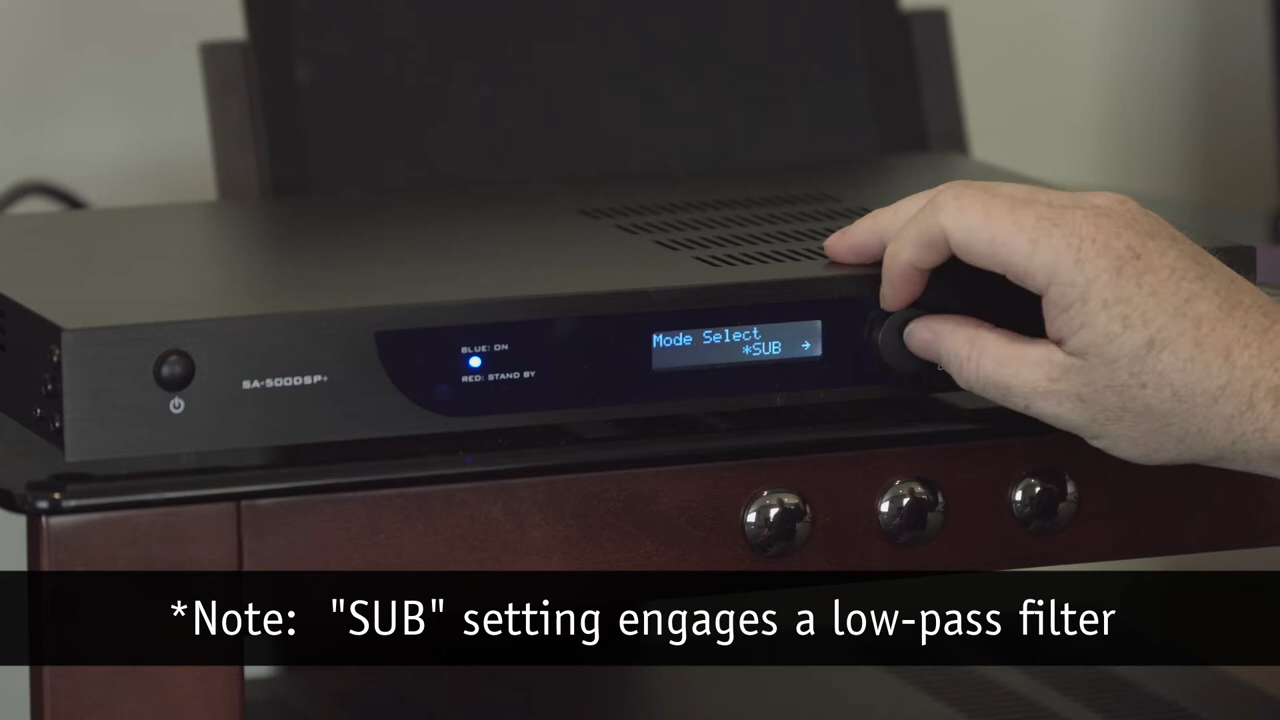 BLUE: ON
RED: STAND BY
SA-500DSP+
Mode Select
*SUB →
*Note: "SUB" setting engages a low-pass filter